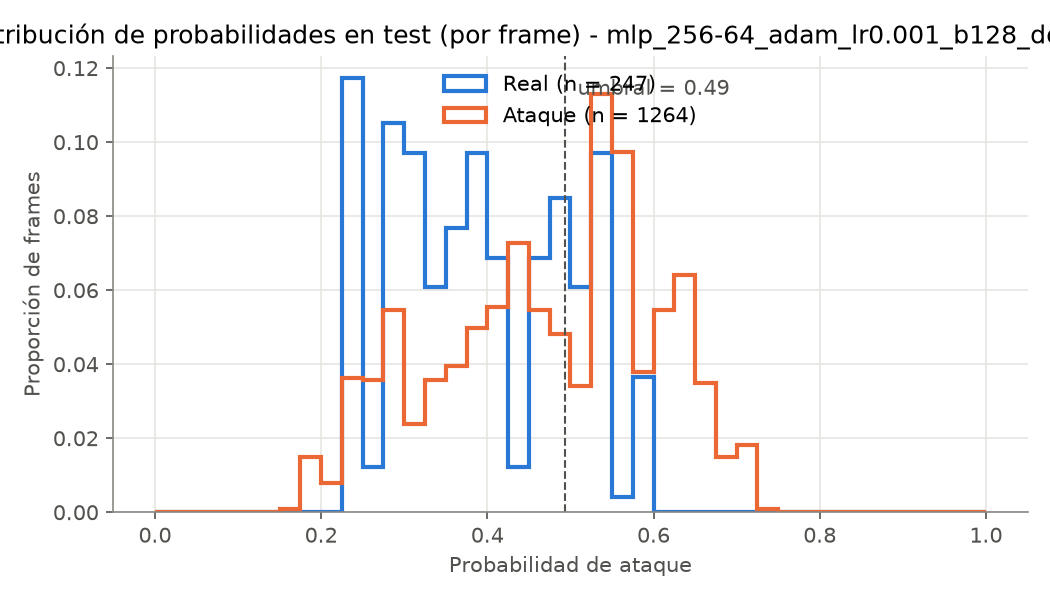 tribución de probabilidades en test (por frame) - mlp_256-64_adam_lr0.001_b128_d
Real (n = 247)
umbral = 0.49
Ataque (n = 1264)
0.12
0.10
0.08
0.06
0.04
0.02
0.00
Proporción de frames
0.0 0.2 0.4 0.6 0.8 1.0
Probabilidad de ataque